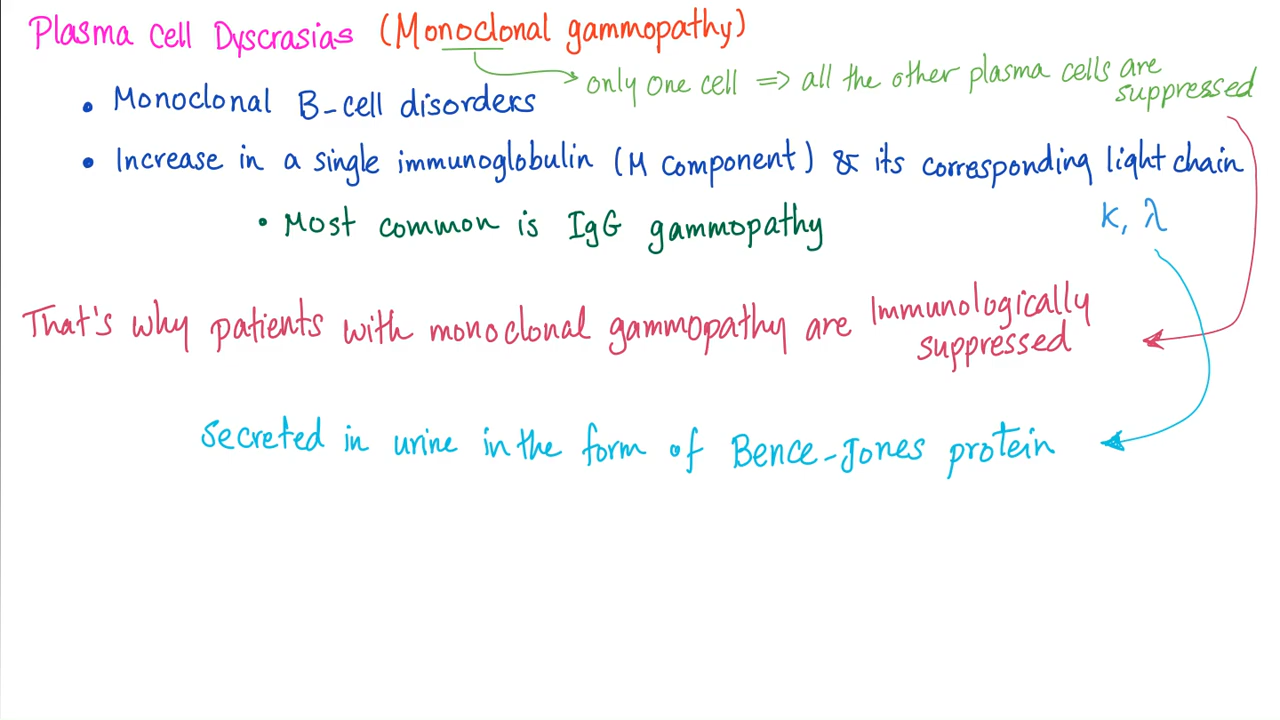 Plasma Cell Dyscrasias (Monoclonal gammopathy)
only one cell ⇒ all the other plasma cells are
suppressed
• Monoclonal B-cell disorders
• Increase in a single immunoglobulin (M component) & its corresponding light chain
κ, λ
• Most common is IgG gammopathy
That's why patients with monoclonal gammopathy are Immunologically
suppressed
Secreted in urine in the form of Bence-Jones protein